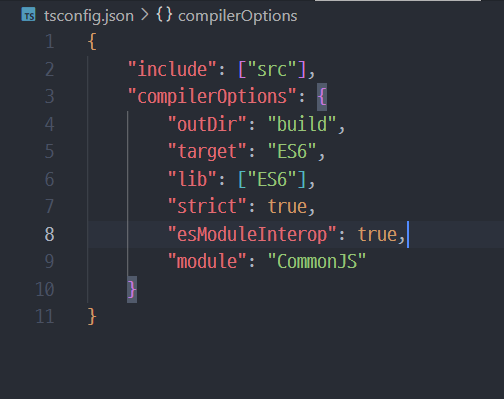 TS tsconfig.json > {} compilerOptions
1 {
2     "include": ["src"],
3     "compilerOptions": {
4         "outDir": "build",
5         "target": "ES6",
6         "lib": ["ES6"],
7         "strict": true,
8         "esModuleInterop": true,
9         "module": "CommonJS"
10     }
11 }